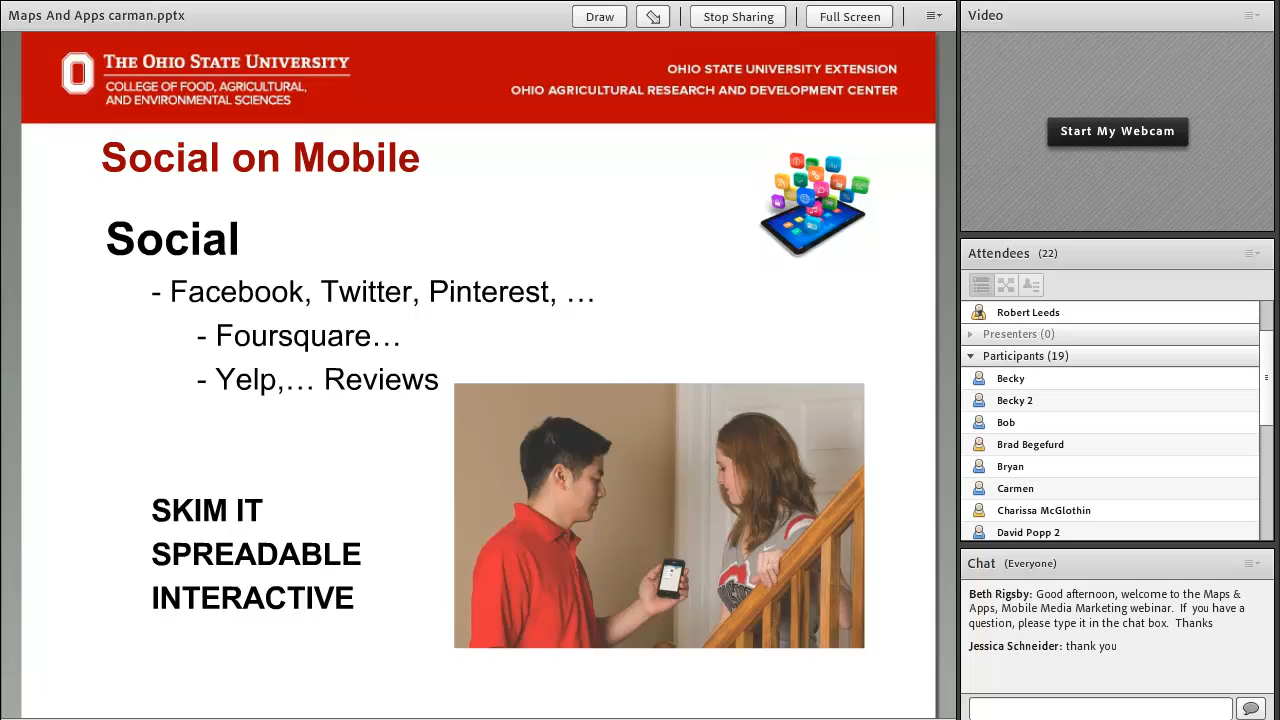 Maps And Apps carman.pptx
Draw
Stop Sharing
Full Screen
THE OHIO STATE UNIVERSITY
COLLEGE OF FOOD, AGRICULTURAL,
AND ENVIRONMENTAL SCIENCES
OHIO STATE UNIVERSITY EXTENSION
OHIO AGRICULTURAL RESEARCH AND DEVELOPMENT CENTER
Social on Mobile
Social
- Facebook, Twitter, Pinterest, …
- Foursquare…
- Yelp,… Reviews
SKIM IT
SPREADABLE
INTERACTIVE
Video
Start My Webcam
Attendees (22)
Robert Leeds
Presenters (0)
Participants (19)
Becky
Becky 2
Bob
Brad Begefurd
Bryan
Carmen
Charissa McGlothin
David Popp 2
Chat (Everyone)
Beth Rigsby: Good afternoon, welcome to the Maps &
Apps, Mobile Media Marketing webinar. If you have a
question, please type it in the chat box. Thanks
Jessica Schneider: thank you